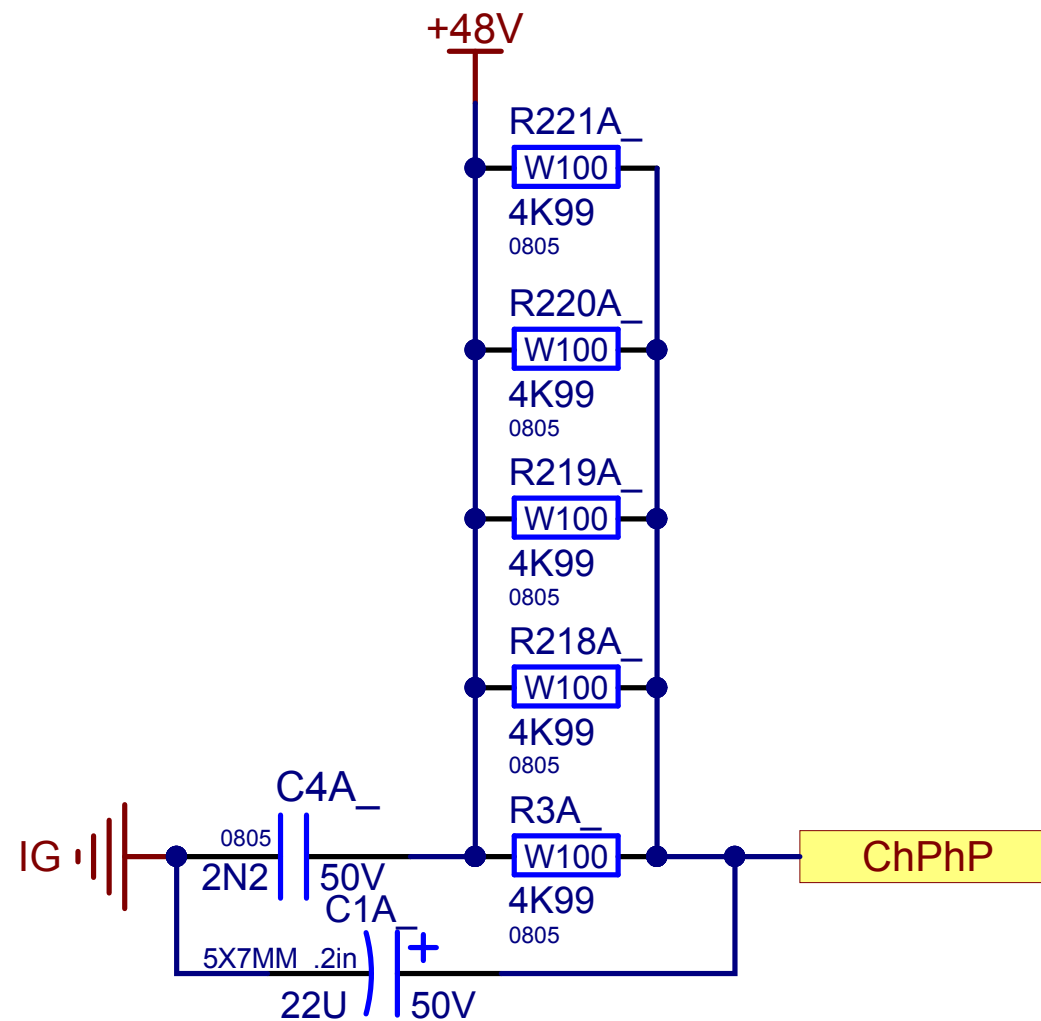 +48V
R221A_
W100
4K99
0805
R220A_
W100
4K99
0805
R219A_
W100
4K99
0805
R218A_
W100
4K99
0805
C4A_
R3A_
IG
0805
W100
ChPhP
2N2
50V
4K99
C1A_
0805
5X7MM .2in
+
22U
50V